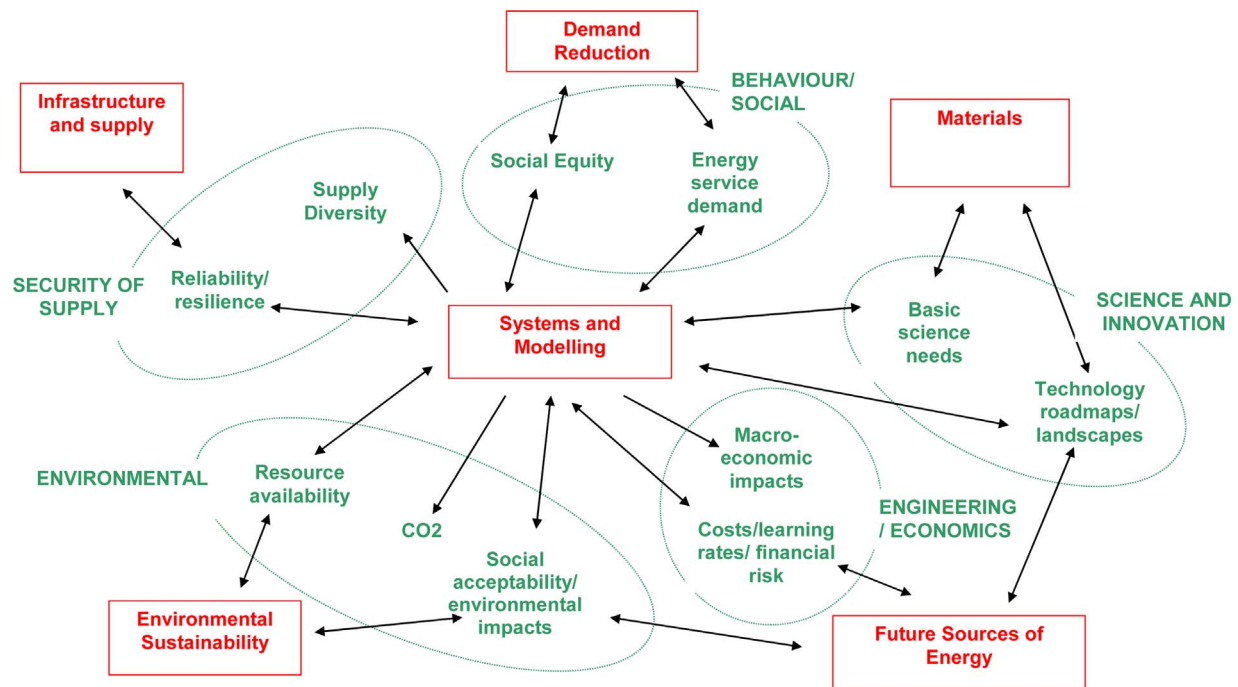 Demand
Reduction
BEHAVIOUR/
SOCIAL
Infrastructure
and supply
Materials
Social Equity
Energy
service
demand
Supply
Diversity
SECURITY OF
SUPPLY
Reliability/
resilience
Systems and
Modelling
Basic
science
needs
SCIENCE AND
INNOVATION
Technology
roadmaps/
landscapes
ENVIRONMENTAL
Resource
availability
CO2
Social
acceptability/
environmental
impacts
Macro-
economic
impacts
Costs/learning
rates/ financial
risk
ENGINEERING
/ ECONOMICS
Environmental
Sustainability
Future Sources of
Energy